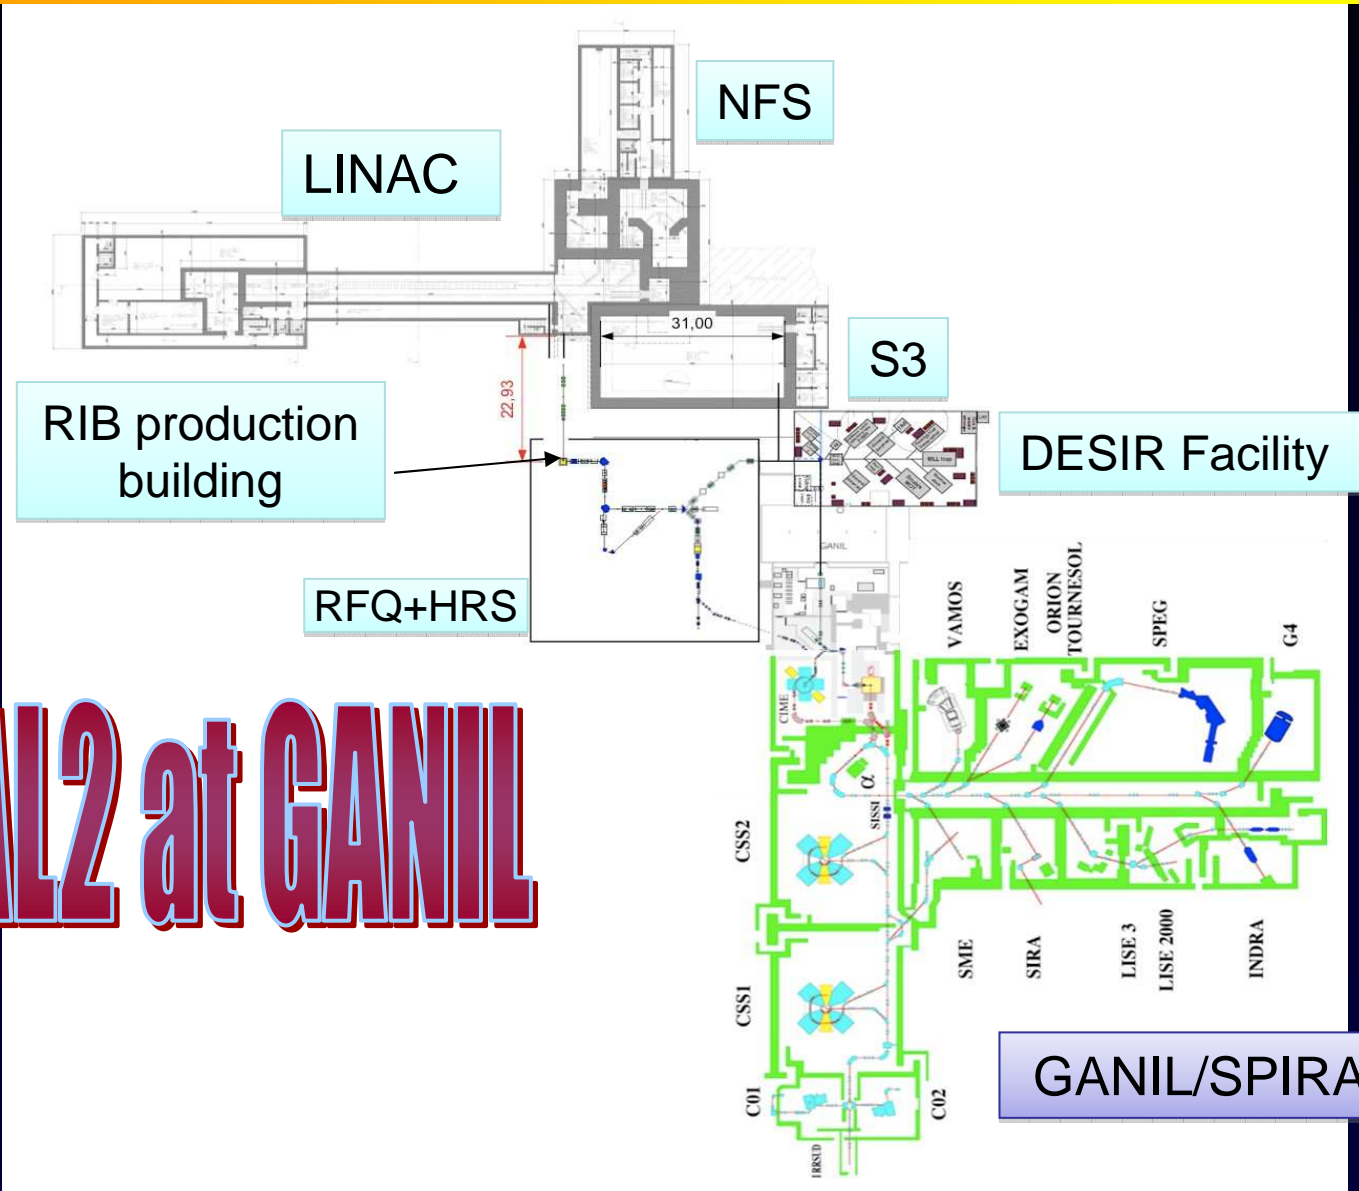 NFS
LINAC
31,00
S3
22,93
RIB production
building
DESIR Facility
GANIL
RFQ+HRS
VAMOS
EXOGAM
ORION
TOURNESOL
SPEG
G4
CIME
AL2 at GANIL
α
SISSI
CSS2
SME
SIRA
LISE 3
LISE 2000
INDRA
CSS1
GANIL/SPIRA
C01
C02
IRRSUD